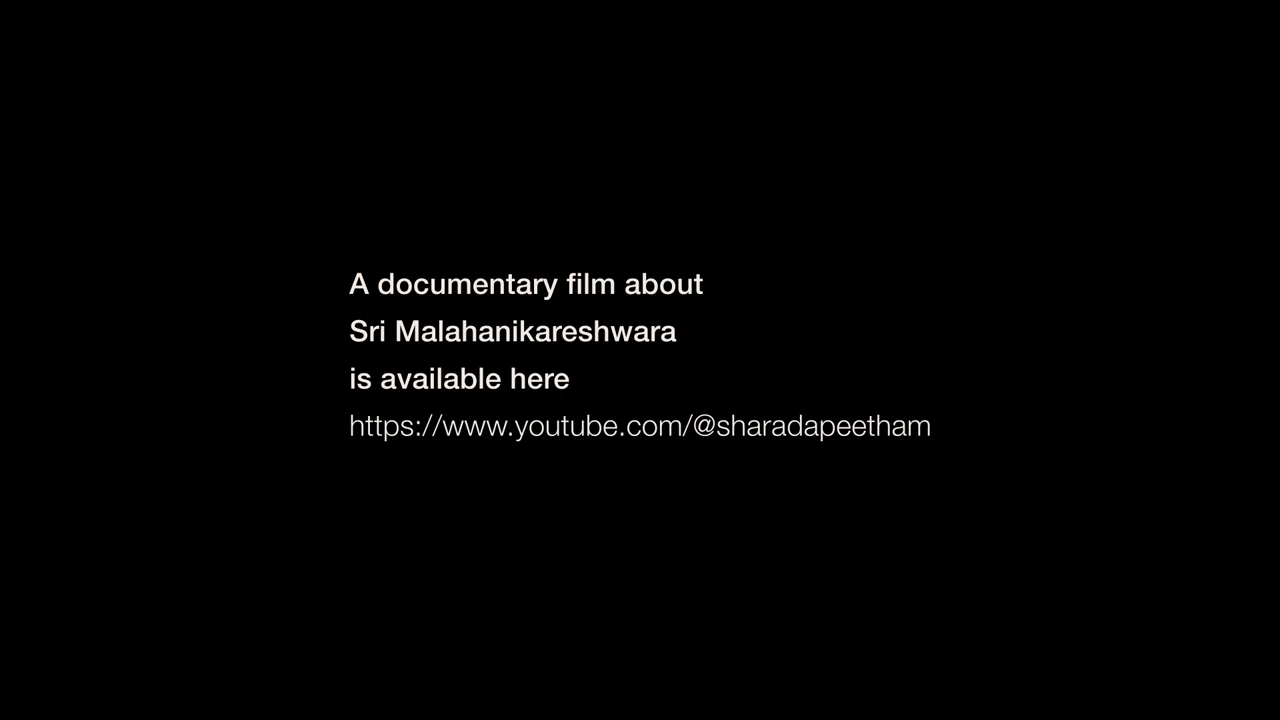 A documentary film about
Sri Malahanikareshwara
is available here
https://www.youtube.com/@sharadapeetham